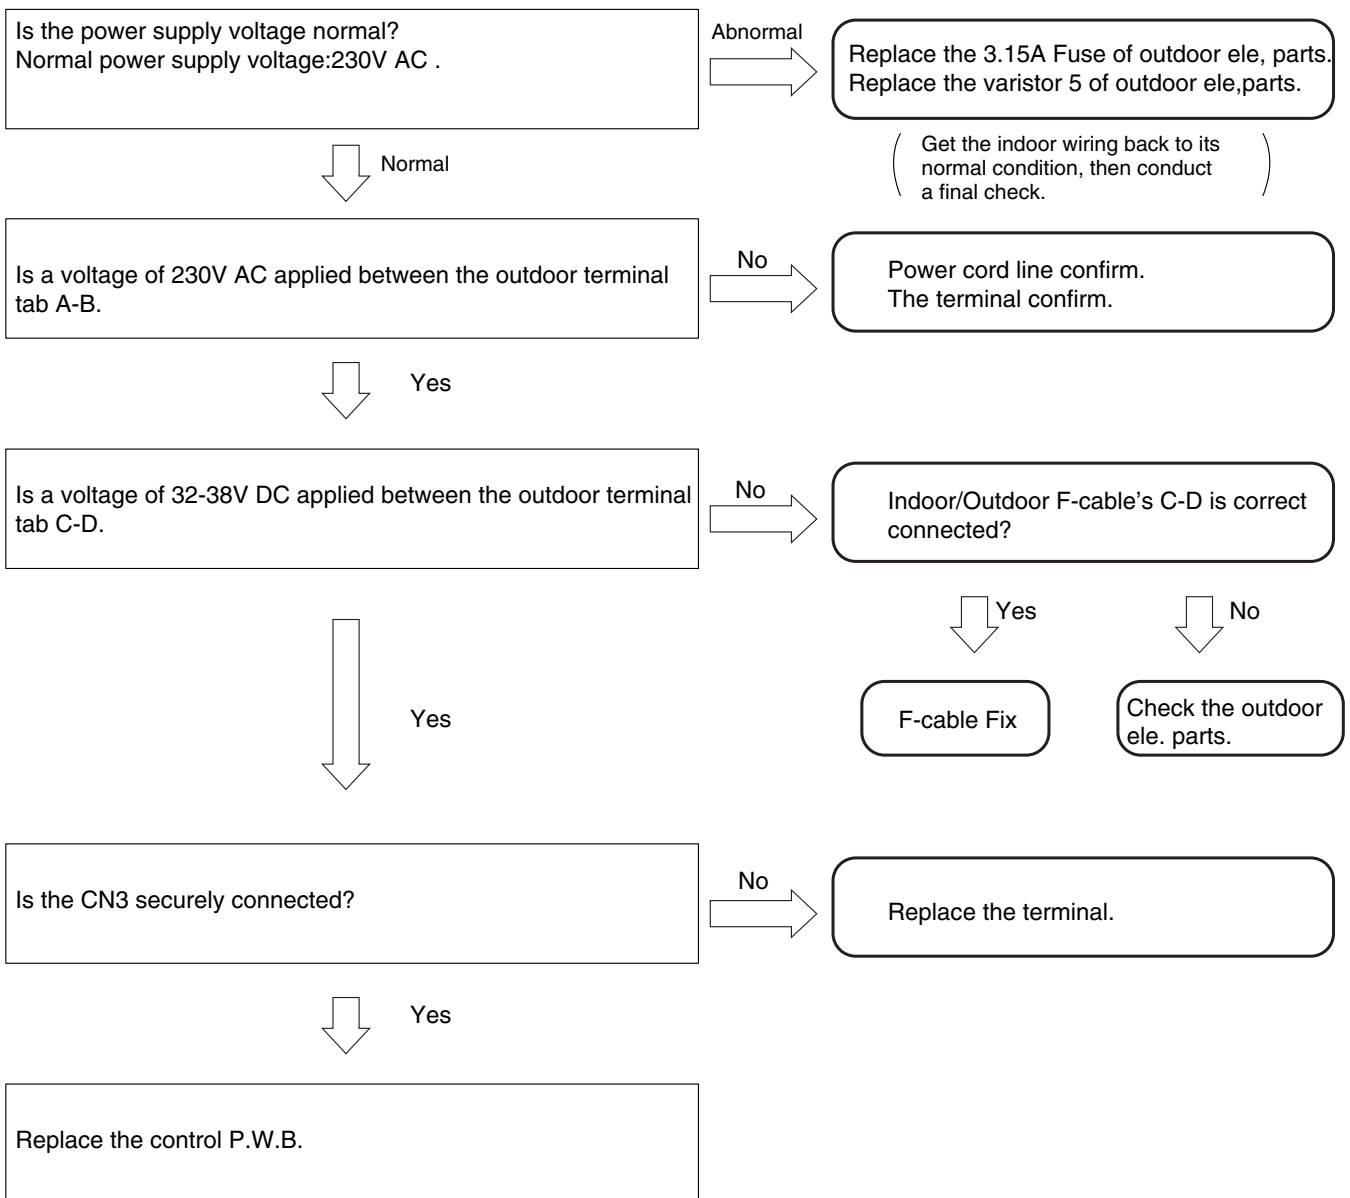 Is the power supply voltage normal?
Normal power supply voltage:230V AC .
Abnormal
Replace the 3.15A Fuse of outdoor ele, parts.
Replace the varistor 5 of outdoor ele,parts.
Get the indoor wiring back to its
normal condition, then conduct
a final check.
Normal
Is a voltage of 230V AC applied between the outdoor terminal
tab A-B.
No
Power cord line confirm.
The terminal confirm.
Yes
Is a voltage of 32-38V DC applied between the outdoor terminal
tab C-D.
No
Indoor/Outdoor F-cable’s C-D is correct
connected?
Yes
No
F-cable Fix
Check the outdoor
ele. parts.
Yes
Is the CN3 securely connected?
No
Replace the terminal.
Yes
Replace the control P.W.B.